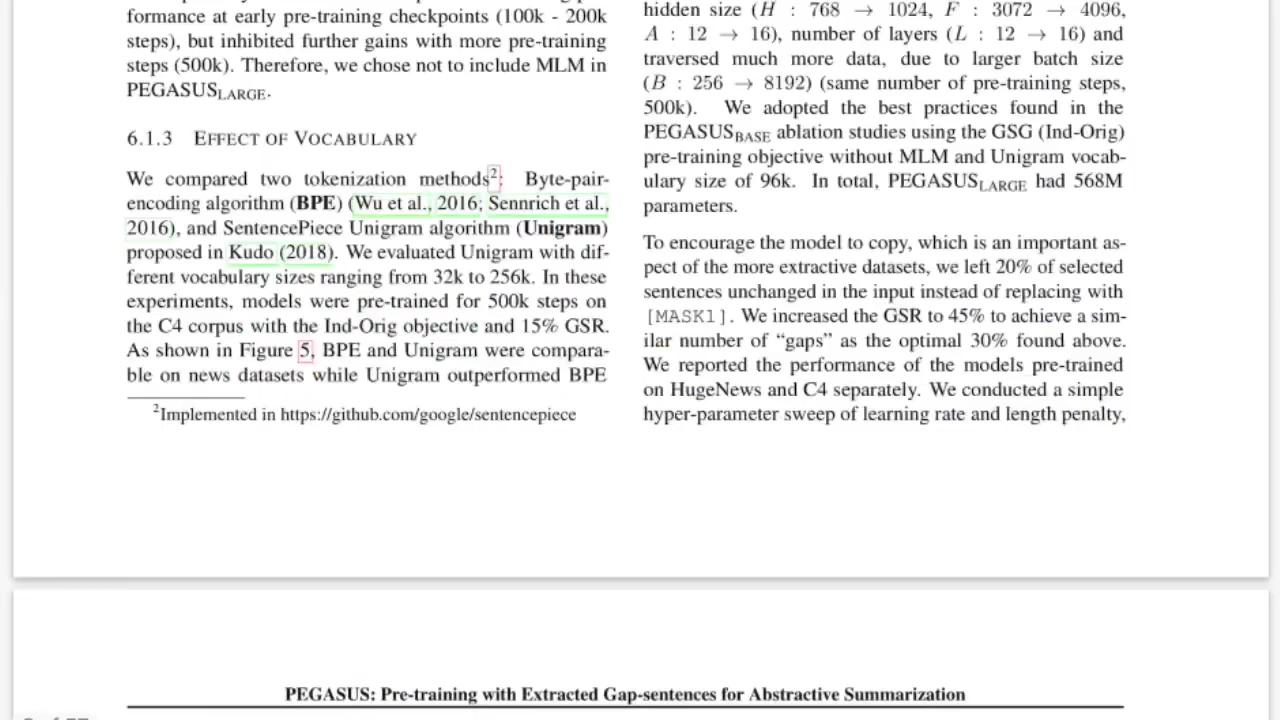 formance at early pre-training checkpoints (100k - 200k
steps), but inhibited further gains with more pre-training
steps (500k). Therefore, we chose not to include MLM in
PEGASUSLARGE.
6.1.3 EFFECT OF VOCABULARY
We compared two tokenization methods2: Byte-pair-
encoding algorithm (BPE) (Wu et al., 2016; Sennrich et al.,
2016), and SentencePiece Unigram algorithm (Unigram)
proposed in Kudo (2018). We evaluated Unigram with dif-
ferent vocabulary sizes ranging from 32k to 256k. In these
experiments, models were pre-trained for 500k steps on
the C4 corpus with the Ind-Orig objective and 15% GSR.
As shown in Figure 5, BPE and Unigram were compara-
ble on news datasets while Unigram outperformed BPE
2Implemented in https://github.com/google/sentencepiece
hidden size (H : 768 → 1024, F : 3072 → 4096,
A : 12 → 16), number of layers (L : 12 → 16) and
traversed much more data, due to larger batch size
(B : 256 → 8192) (same number of pre-training steps,
500k). We adopted the best practices found in the
PEGASUSBASE ablation studies using the GSG (Ind-Orig)
pre-training objective without MLM and Unigram vocab-
ulary size of 96k. In total, PEGASUSLARGE had 568M
parameters.
To encourage the model to copy, which is an important as-
pect of the more extractive datasets, we left 20% of selected
sentences unchanged in the input instead of replacing with
[MASK1]. We increased the GSR to 45% to achieve a sim-
ilar number of “gaps” as the optimal 30% found above.
We reported the performance of the models pre-trained
on HugeNews and C4 separately. We conducted a simple
hyper-parameter sweep of learning rate and length penalty,
PEGASUS: Pre-training with Extracted Gap-sentences for Abstractive Summarization